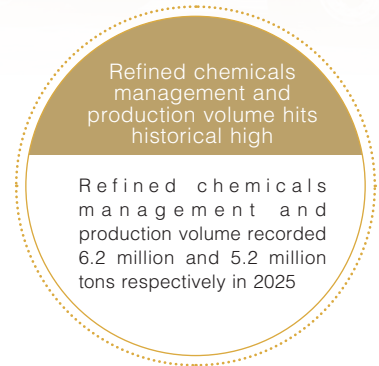 Refined chemicals
management and
production volume hits
historical high
Refined chemicals
management and
production volume recorded
6.2 million and 5.2 million
tons respectively in 2025